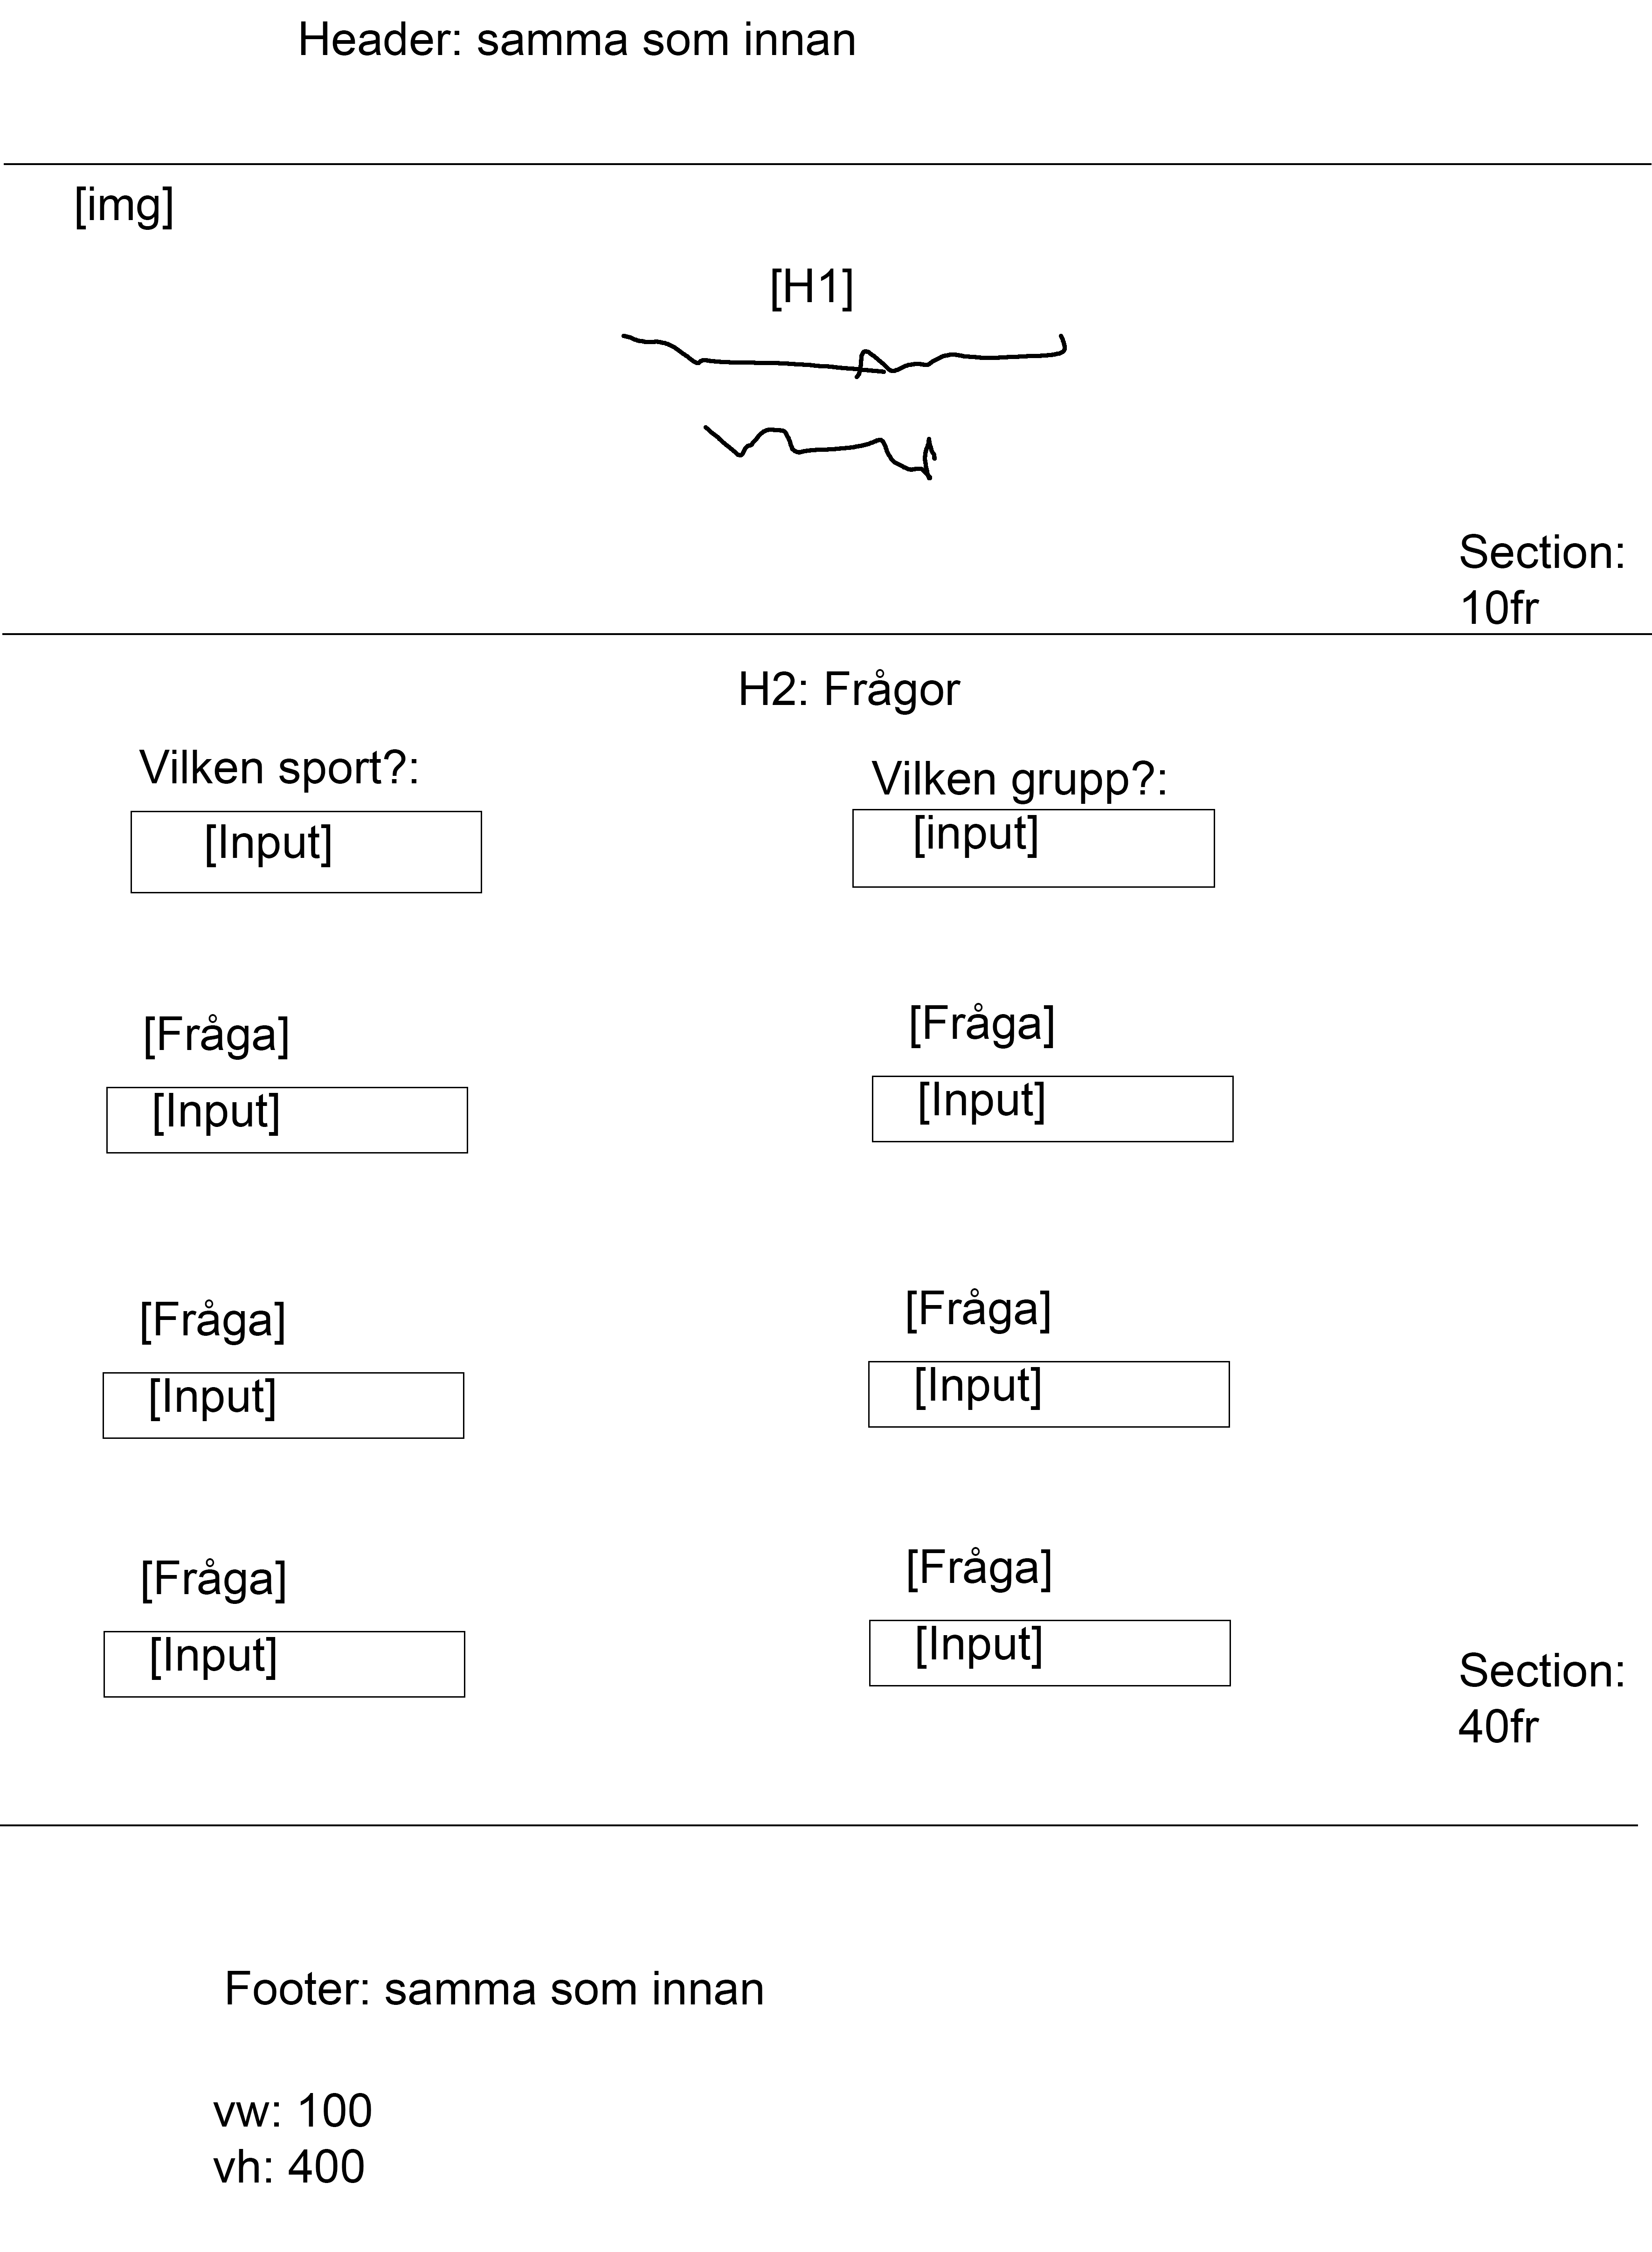 Header: samma som innan
[img]
[H1]
Section:
10fr
H2: Frågor
Vilken sport?:
Vilken grupp?:
[Input]
[input]
[Fråga]
[Fråga]
[Input]
[Input]
[Fråga]
[Fråga]
[Input]
[Input]
[Fråga]
[Fråga]
[Input]
[Input]
Section:
40fr
Footer: samma som innan
vw: 100
vh: 400